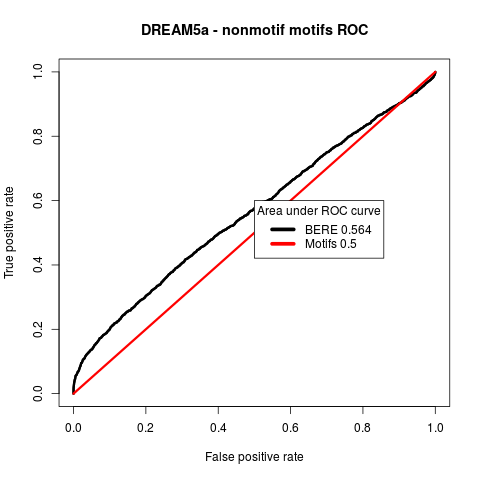 DREAM5a - nonmotif motifs ROC
True positive rate
1.0
0.8
0.6
0.4
0.2
0.0
Area under ROC curve
BERE 0.564
Motifs 0.5
0.0 0.2 0.4 0.6 0.8 1.0
False positive rate